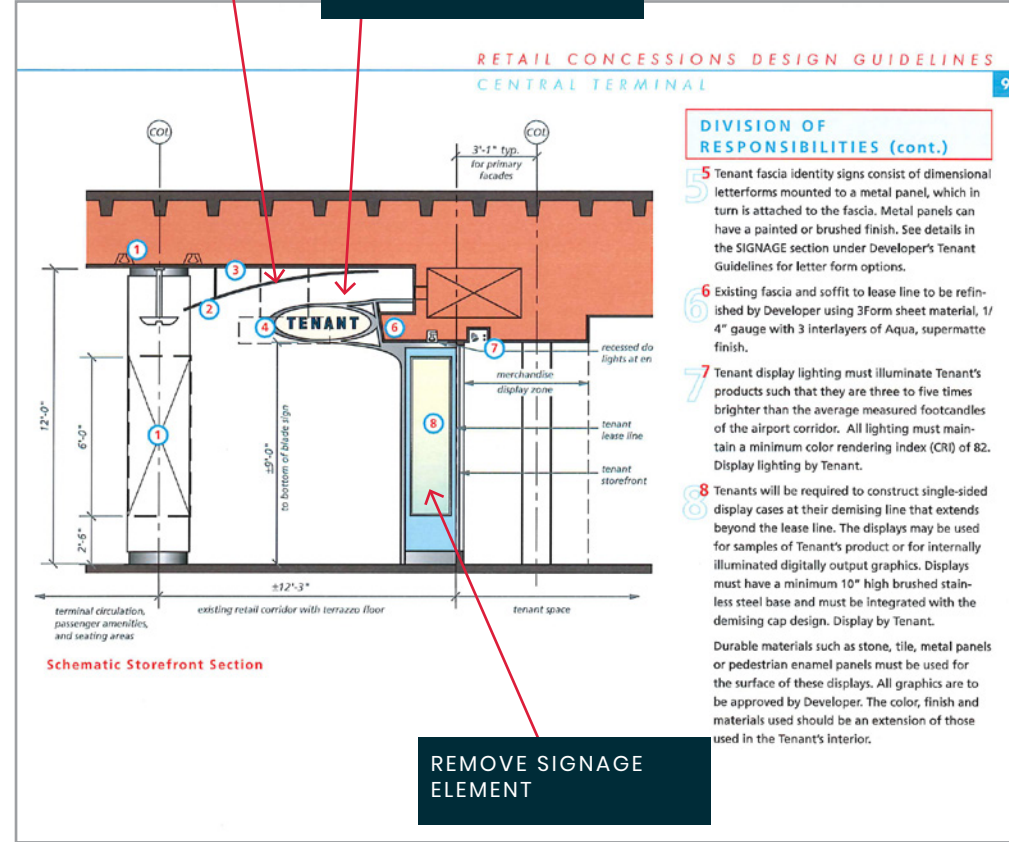 RETAIL CONCESSIONS DESIGN GUIDELINES
CENTRAL TERMINAL
9
COL
COL
3'-1" typ.
for primary
facades
1
3
2
4
TENANT
6
7
recessed do
lights at en
merchandise
display zone
12'-0"
6'-0"
1
±9'-0"
to bottom of blade sign
8
tenant
lease line
tenant
storefront
2'-6"
±12'-3"
terminal circulation,
passenger amenities,
and seating areas
existing retail corridor with terrazzo floor
tenant space
Schematic Storefront Section
DIVISION OF
RESPONSIBILITIES (cont.)
5 Tenant fascia identity signs consist of dimensional
letterforms mounted to a metal panel, which in
turn is attached to the fascia. Metal panels can
have a painted or brushed finish. See details in
the SIGNAGE section under Developer's Tenant
Guidelines for letter form options.
6 Existing fascia and soffit to lease line to be refin-
ished by Developer using 3Form sheet material, 1/
4" gauge with 3 interlayers of Aqua, supermatte
finish.
7 Tenant display lighting must illuminate Tenant's
products such that they are three to five times
brighter than the average measured footcandles
of the airport corridor. All lighting must main-
tain a minimum color rendering index (CRI) of 82.
Display lighting by Tenant.
8 Tenants will be required to construct single-sided
display cases at their demising line that extends
beyond the lease line. The displays may be used
for samples of Tenant's product or for internally
illuminated digitally output graphics. Displays
must have a minimum 10" high brushed stain-
less steel base and must be integrated with the
demising cap design. Display by Tenant.
Durable materials such as stone, tile, metal panels
or pedestrian enamel panels must be used for
the surface of these displays. All graphics are to
be approved by Developer. The color, finish and
materials used should be an extension of those
used in the Tenant's interior.
REMOVE SIGNAGE
ELEMENT